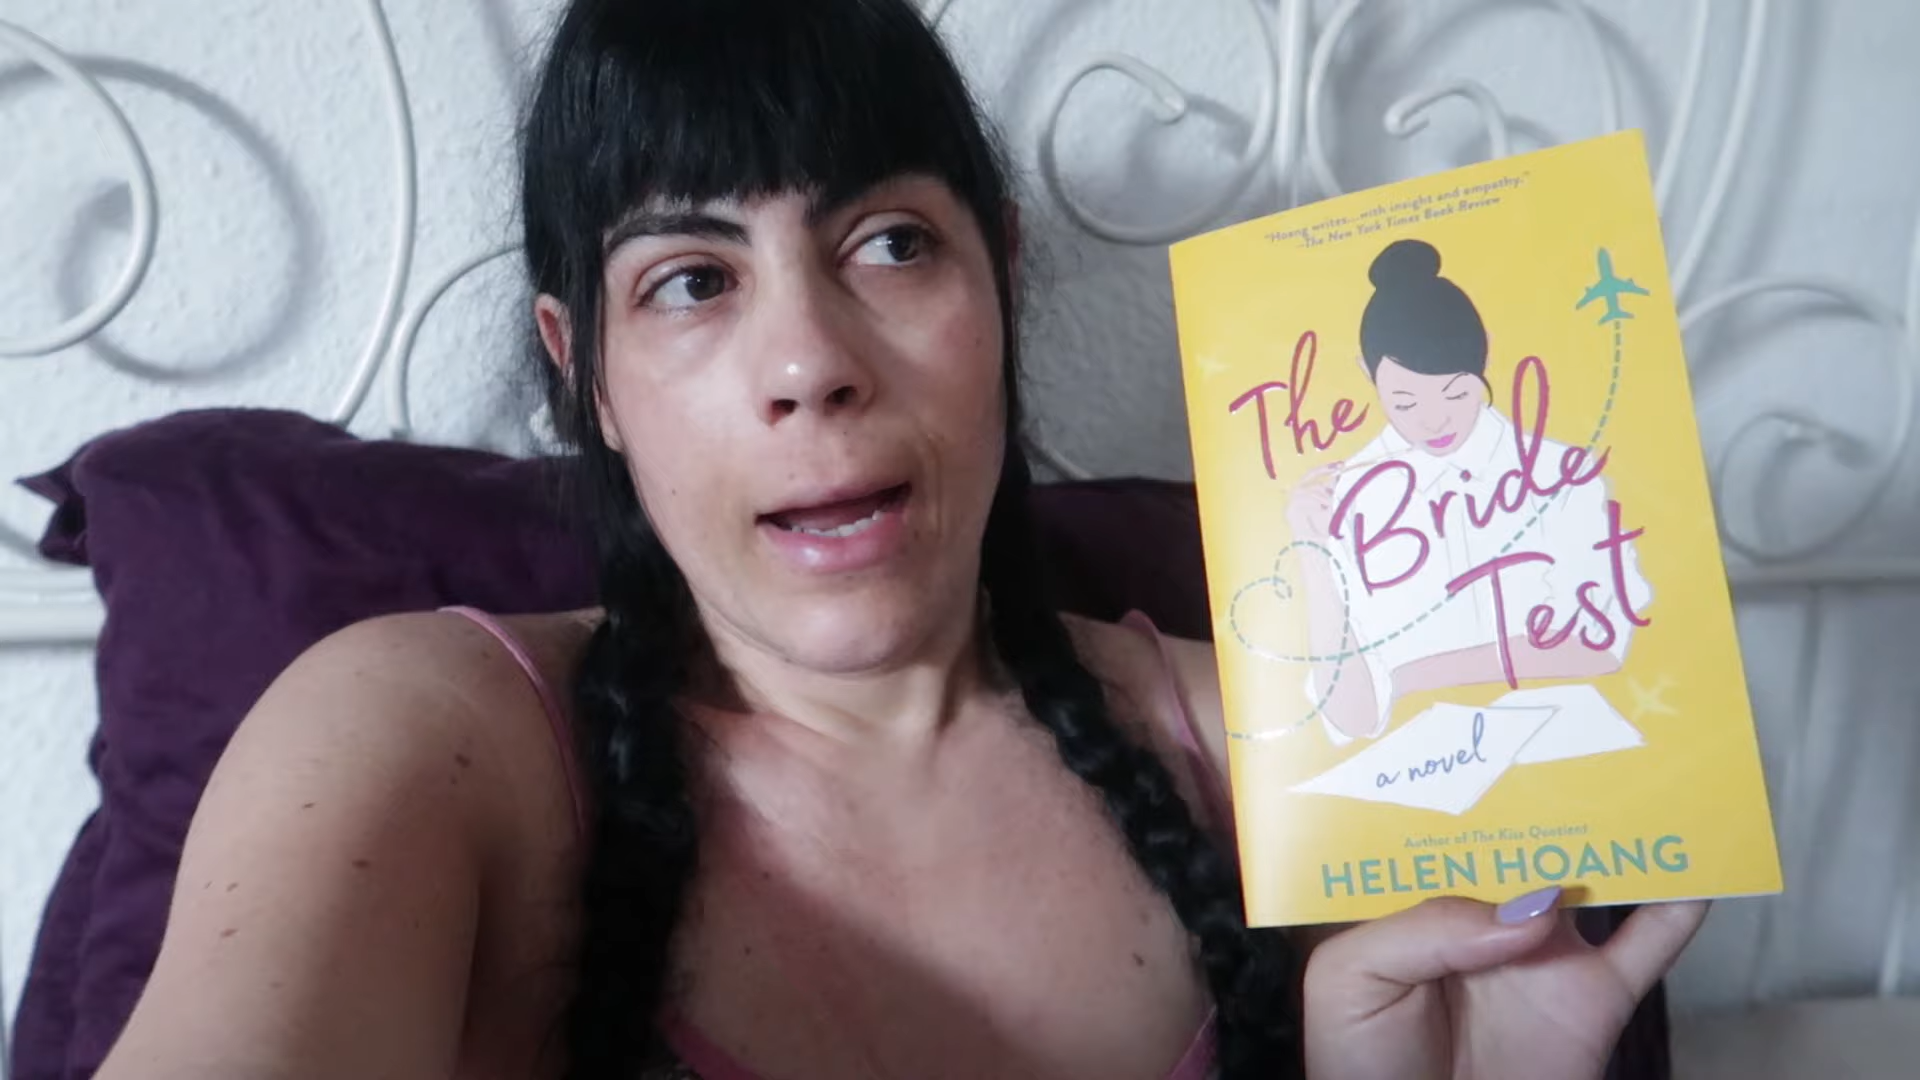 "Hoang writes...with insight and empathy."
–The New York Times Book Review
The
Bride
Test
a novel
Author of The Kiss Quotient
HELEN HOANG